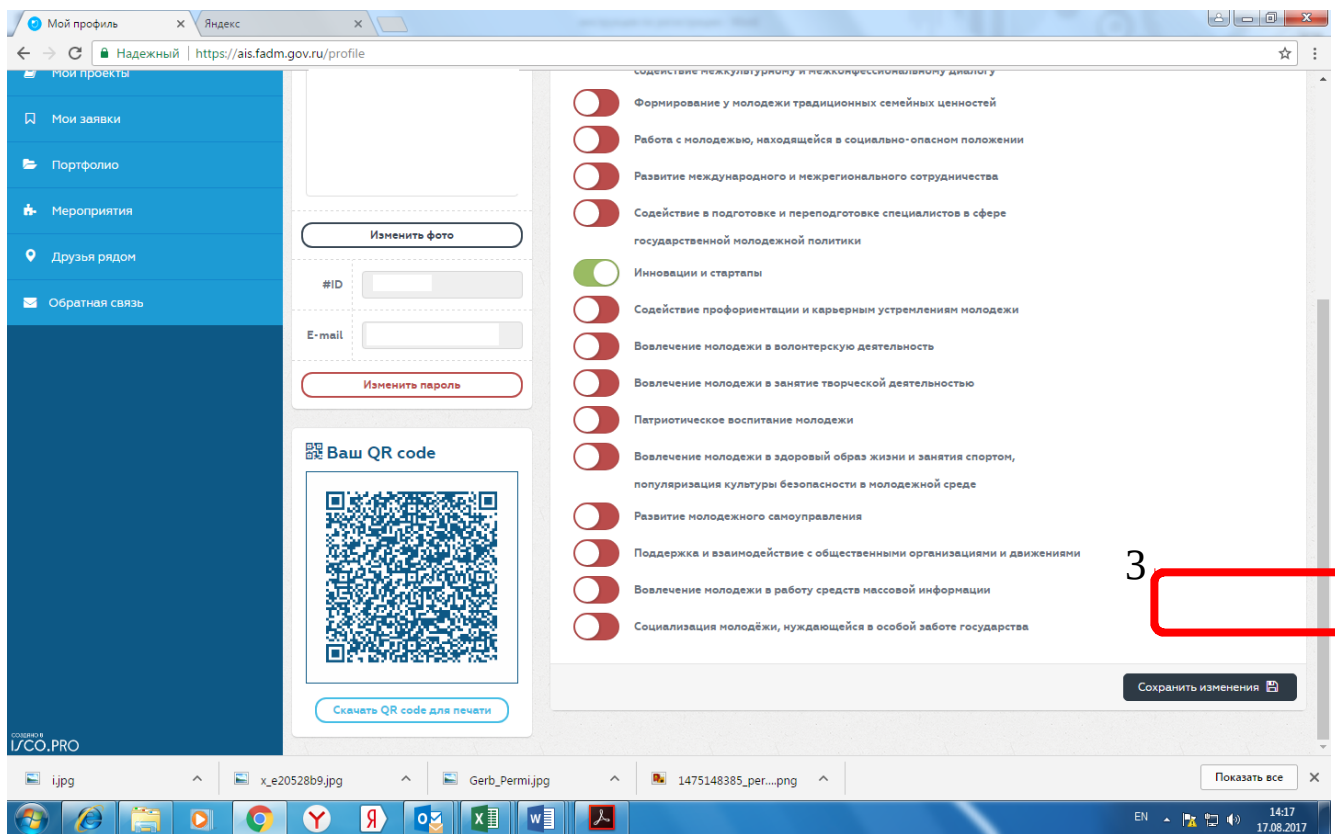 Мой профиль
Яндекс
Надежный
https://ais.fadm.gov.ru/profile
Мои проекты
Мои заявки
Портфолио
Мероприятия
Друзья рядом
Обратная связь
СОЗДАНО В
I/CO.PRO
Изменить фото
#ID
E-mail
Изменить пароль
Ваш QR code
Скачать QR code для печати
содействие межкультурному и межконфессиональному диалогу
Формирование у молодежи традиционных семейных ценностей
Работа с молодежью, находящейся в социально-опасном положении
Развитие международного и межрегионального сотрудничества
Содействие в подготовке и переподготовке специалистов в сфере
государственной молодежной политики
Инновации и стартапы
Содействие профориентации и карьерным устремлениям молодежи
Вовлечение молодежи в волонтерскую деятельность
Вовлечение молодежи в занятие творческой деятельностью
Патриотическое воспитание молодежи
Вовлечение молодежи в здоровый образ жизни и занятия спортом,
популяризация культуры безопасности в молодежной среде
Развитие молодежного самоуправления
Поддержка и взаимодействие с общественными организациями и движениями
Вовлечение молодежи в работу средств массовой информации
Социализация молодёжи, нуждающейся в особой заботе государства
3
Сохранить изменения
i.jpg
x_e20528b9.jpg
Gerb_Permi.jpg
1475148385_per....png
Показать все
EN
14:17
17.08.2017